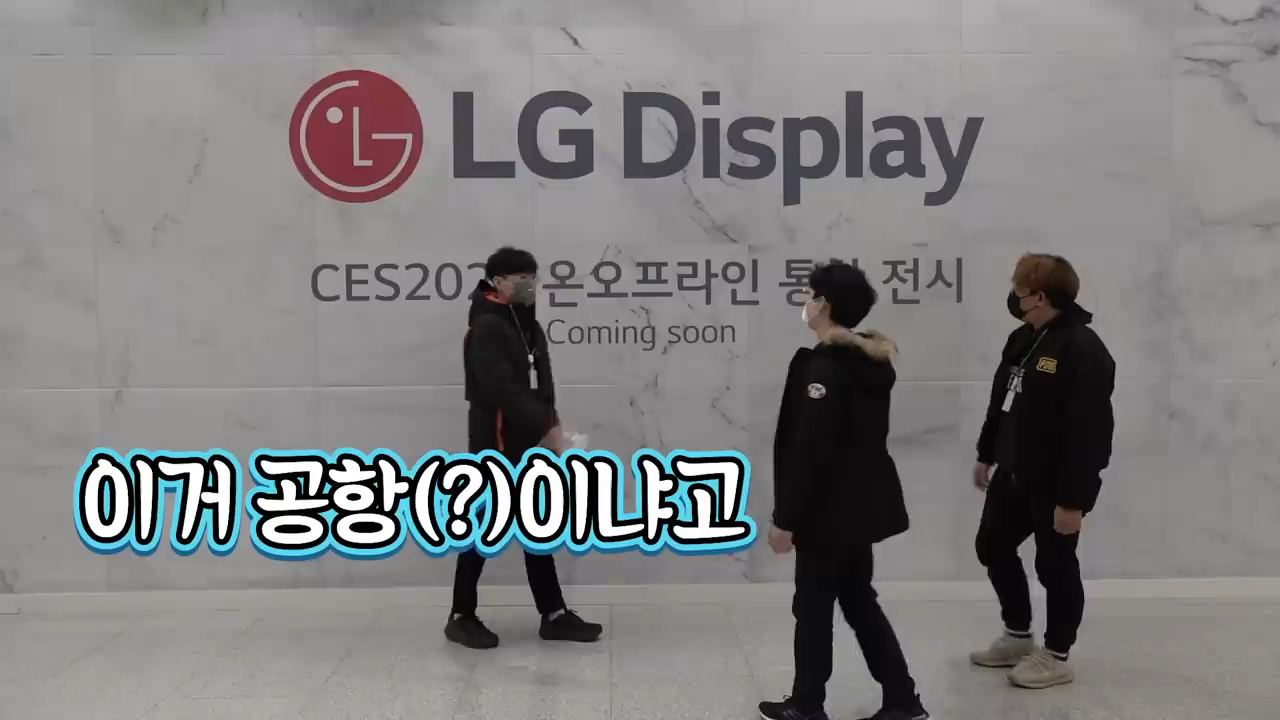 LG Display
CES202 온오프라인 전시
Coming soon
PUBG
이거 공항(?)이냐고